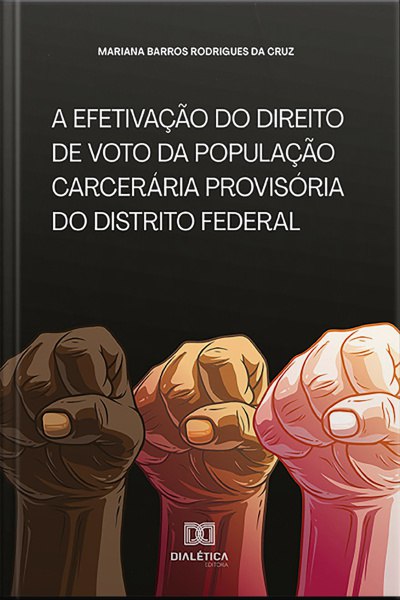 MARIANA BARROS RODRIGUES DA CRUZ
A EFETIVAÇÃO DO DIREITO
DE VOTO DA POPULAÇÃO
CARCERÁRIA PROVISÓRIA
DO DISTRITO FEDERAL
DIALÉTICA
EDITORA